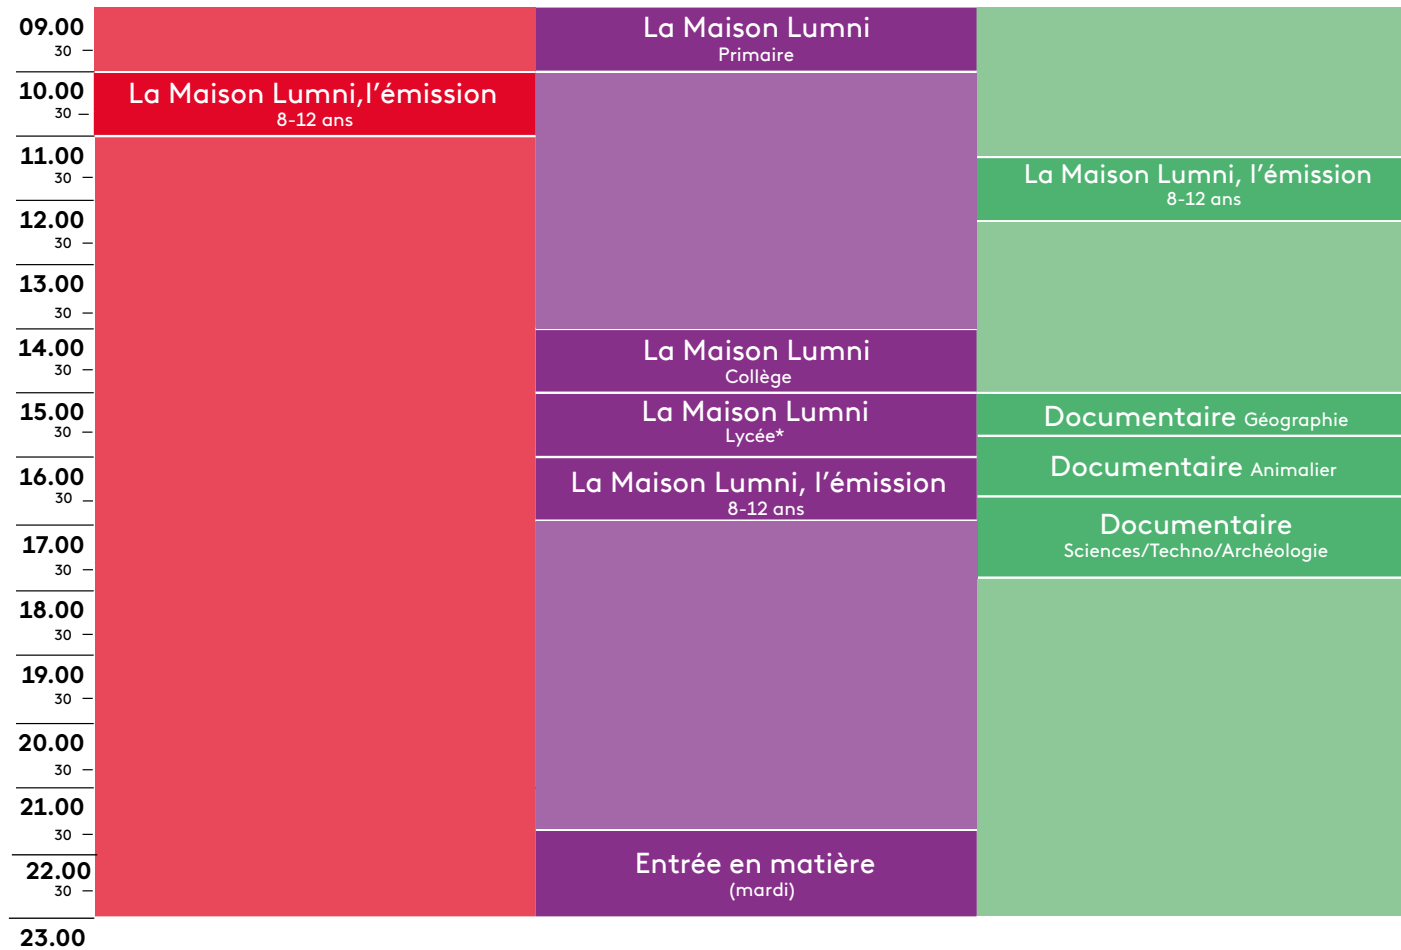 09.00
30
10.00
30
11.00
30
12.00
30
13.00
30
14.00
30
15.00
30
16.00
30
17.00
30
18.00
30
19.00
30
20.00
30
21.00
30
22.00
30
23.00
La Maison Lumni,l'émission
8-12 ans
La Maison Lumni
Primaire
La Maison Lumni
Collège
La Maison Lumni
Lycée*
La Maison Lumni, l'émission
8-12 ans
Entrée en matière
(mardi)
La Maison Lumni, l'émission
8-12 ans
Documentaire Géographie
Documentaire Animalier
Documentaire
Sciences/Techno/Archéologie